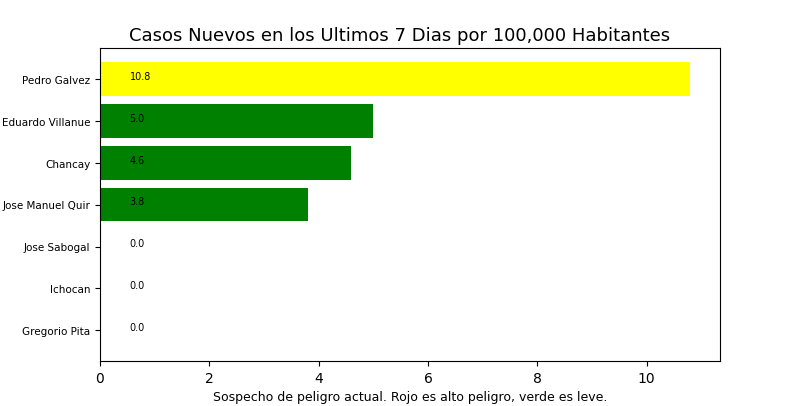 Casos Nuevos en los Ultimos 7 Dias por 100,000 Habitantes
Pedro Galvez 10.8
Eduardo Villanue 5.0
Chancay 4.6
Jose Manuel Quir 3.8
Jose Sabogal 0.0
Ichocan 0.0
Gregorio Pita 0.0
0 2 4 6 8 10
Sospecho de peligro actual. Rojo es alto peligro, verde es leve.